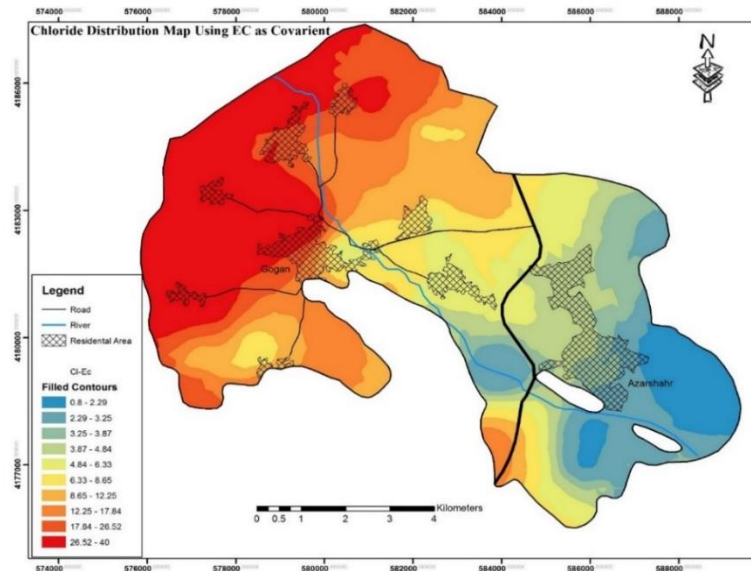 574000 576000 578000 580000 582000 584000 586000 588000
Chloride Distribution Map Using EC as Covarient
N
4186000
4183000
4180000
4177000
Gogan
Azarshahr
Legend
Road
River
Residental Area
Cl-Ec
Filled Contours
0.8 - 2.29
2.29 - 3.25
3.25 - 3.87
3.87 - 4.84
4.84 - 6.33
6.33 - 8.65
8.65 - 12.25
12.25 - 17.84
17.84 - 26.52
26.52 - 40
Kilometers
0 0.5 1 2 3 4
574000 576000 578000 580000 582000 584000 586000 588000